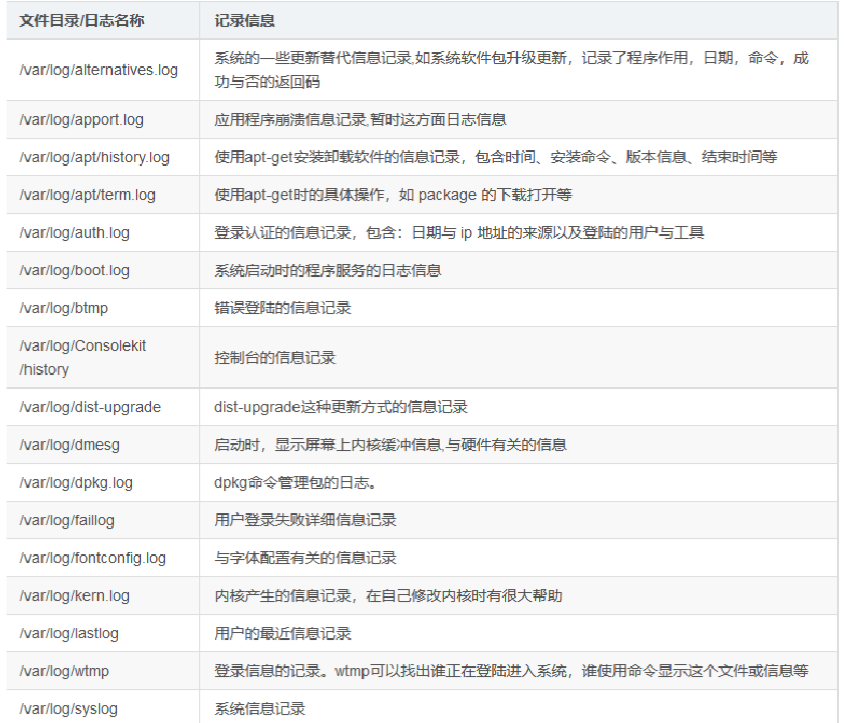 文件目录/日志名称 记录信息
/var/log/alternatives.log 系统的一些更新替代信息记录,如系统软件包升级更新，记录了程序作用，日期，命令，成
功与否的返回码
/var/log/apport.log 应用程序崩溃信息记录,暂时这方面日志信息
/var/log/apt/history.log 使用apt-get安装卸载软件的信息记录，包含时间、安装命令、版本信息、结束时间等
/var/log/apt/term.log 使用apt-get时的具体操作，如 package 的下载打开等
/var/log/auth.log 登录认证的信息记录，包含：日期与 ip 地址的来源以及登陆的用户与工具
/var/log/boot.log 系统启动时的程序服务的日志信息
/var/log/btmp 错误登陆的信息记录
/var/log/Consolekit
/history 控制台的信息记录
/var/log/dist-upgrade dist-upgrade这种更新方式的信息记录
/var/log/dmesg 启动时，显示屏幕上内核缓冲信息,与硬件有关的信息
/var/log/dpkg.log dpkg命令管理包的日志。
/var/log/faillog 用户登录失败详细信息记录
/var/log/fontconfig.log 与字体配置有关的信息记录
/var/log/kern.log 内核产生的信息记录，在自己修改内核时有很大帮助
/var/log/lastlog 用户的最近信息记录
/var/log/wtmp 登录信息的记录。wtmp可以找出谁正在登陆进入系统，谁使用命令显示这个文件或信息等
/var/log/syslog 系统信息记录